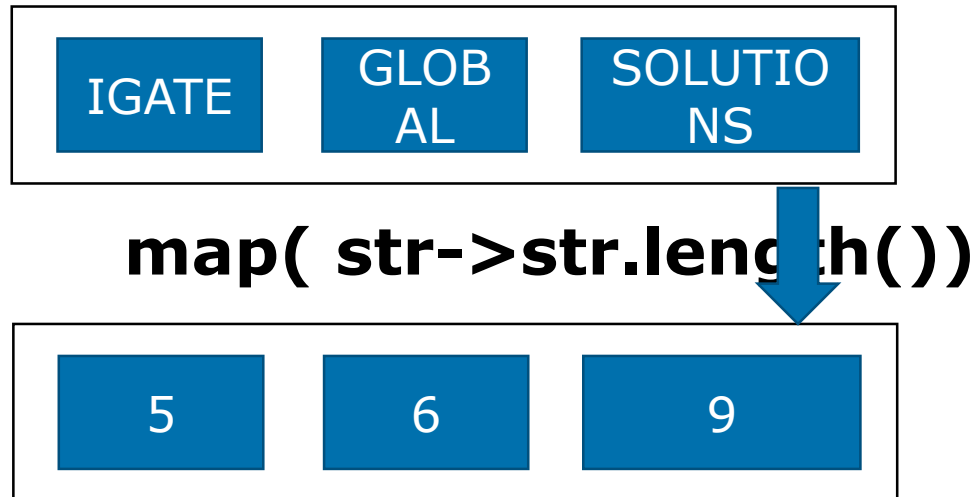 IGATE
GLOB
AL
SOLUTIO
NS
map( str->str.length())
5
6
9